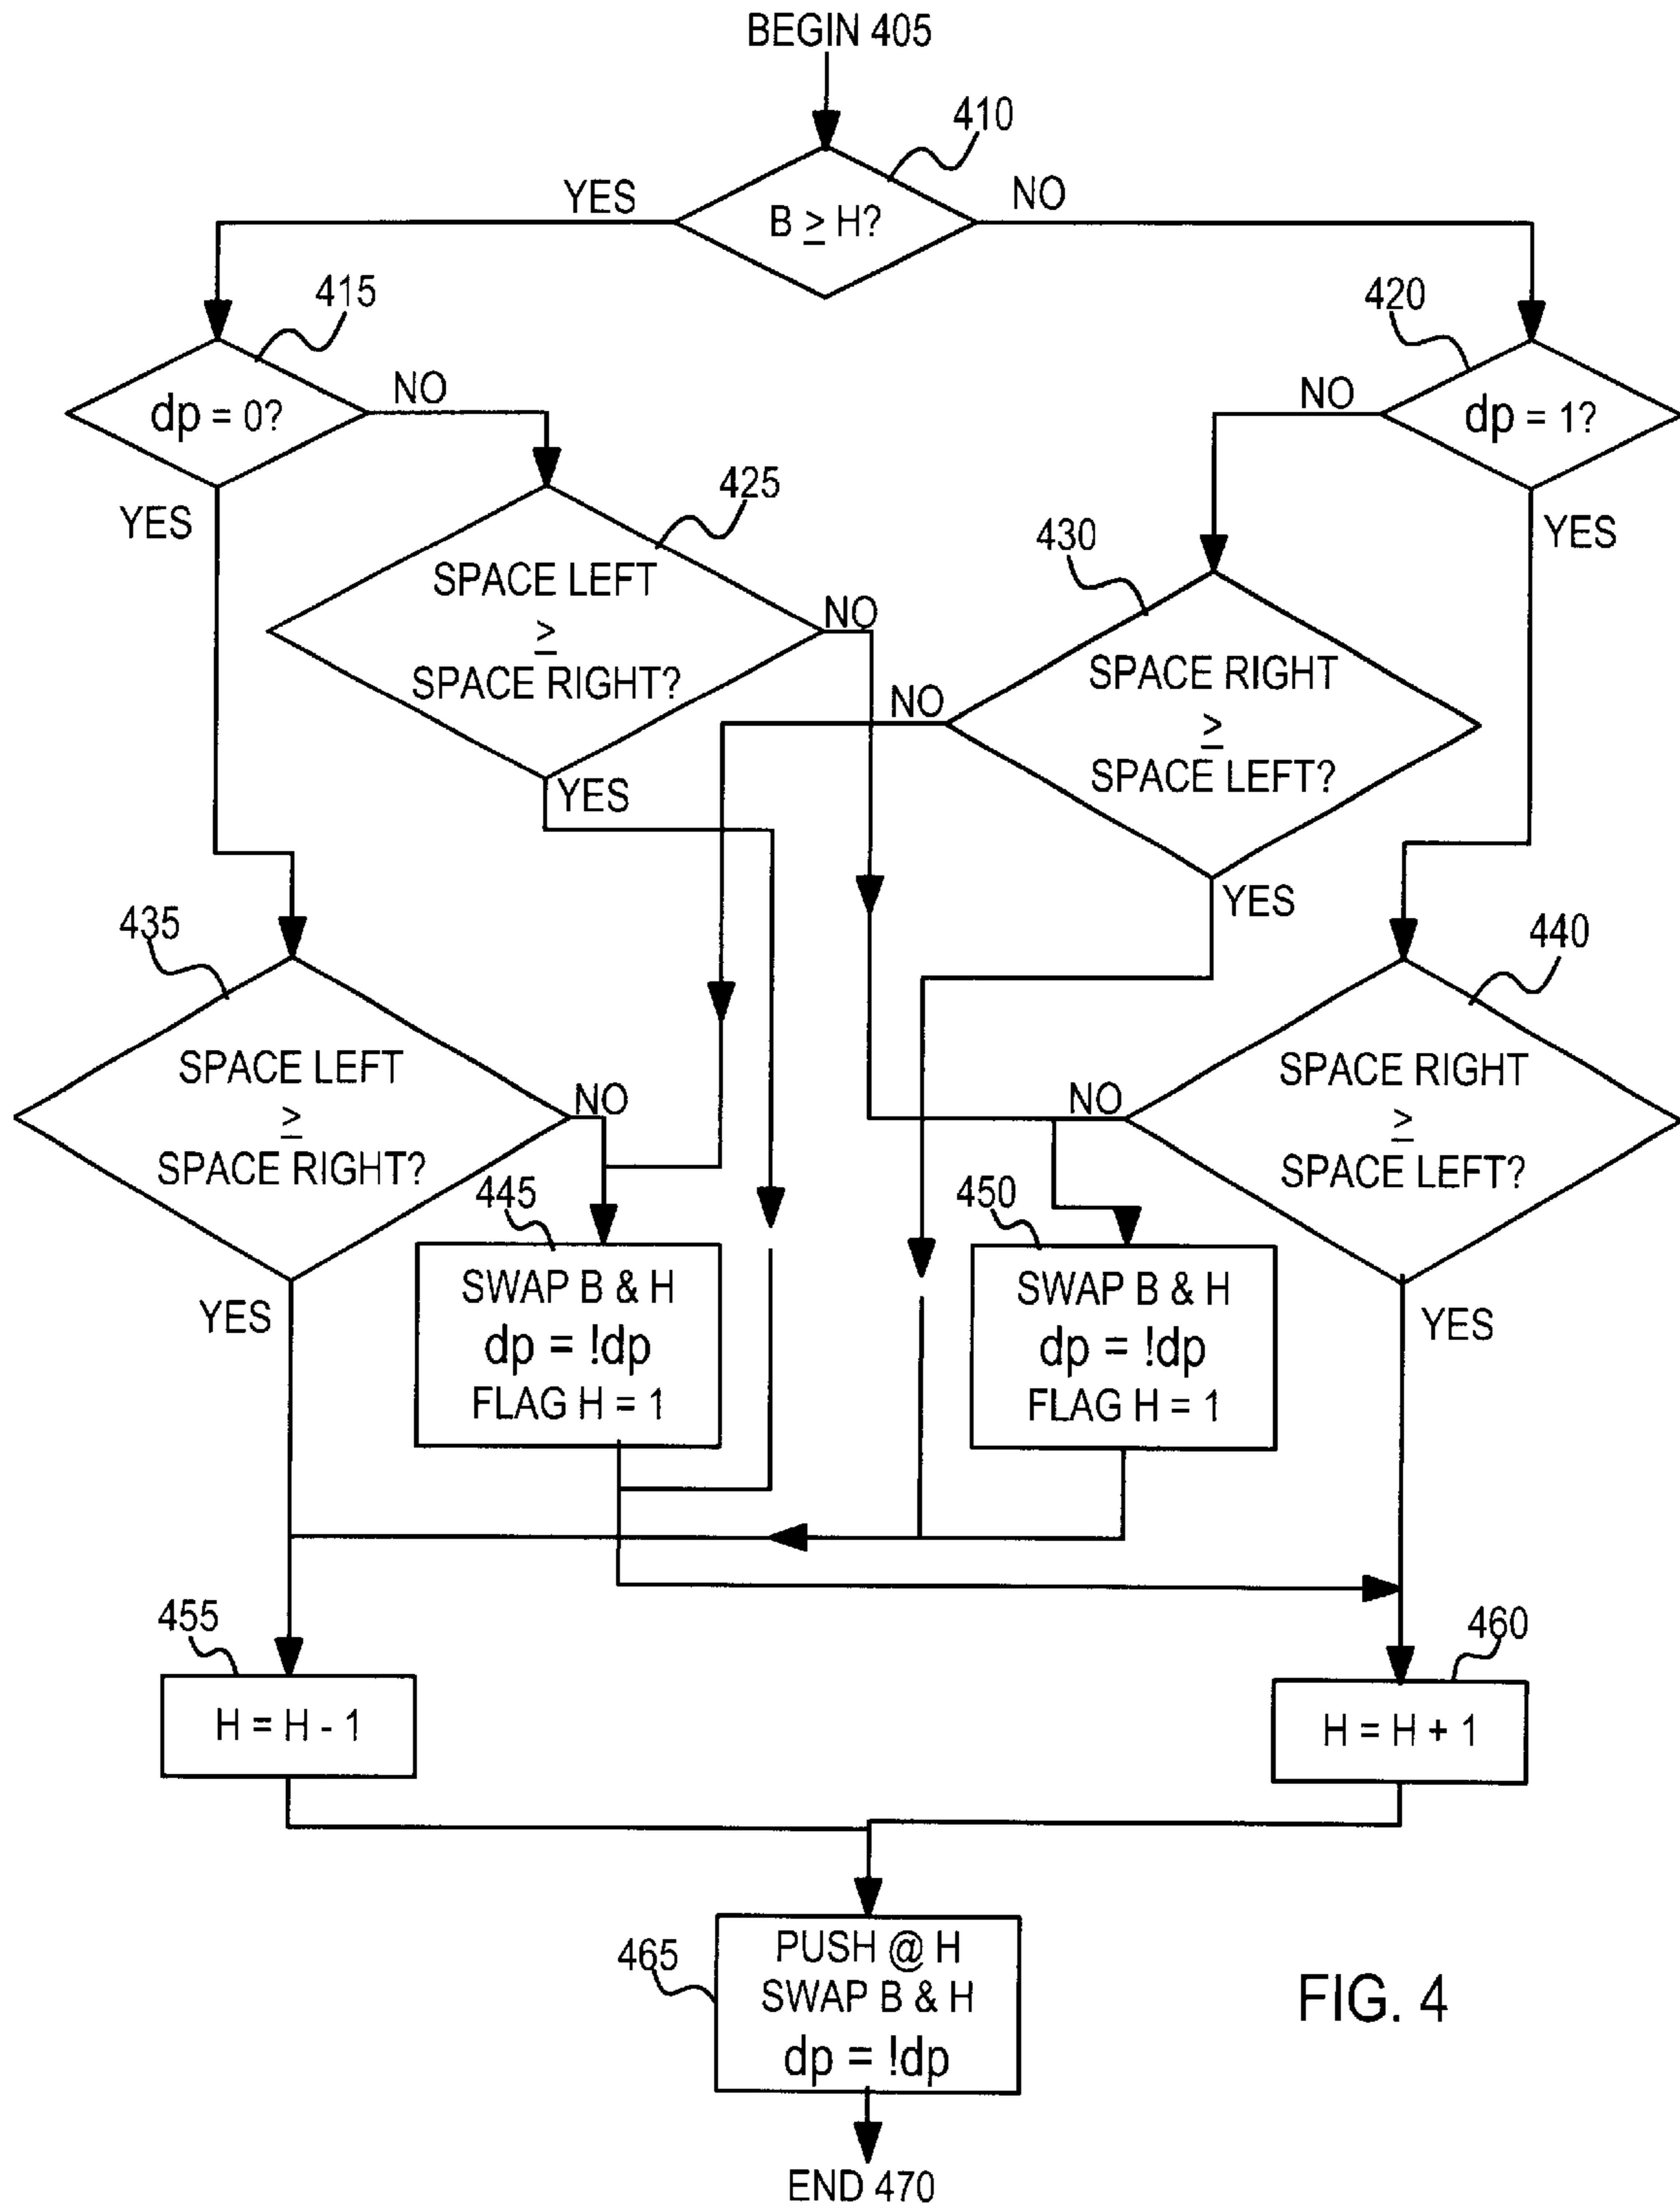 BEGIN 405
410
YES
NO
B ≥ H?
415
420
dp = 0?
NO
NO
dp = 1?
YES
425
430
YES
SPACE LEFT
≥
SPACE RIGHT?
NO
SPACE RIGHT
≥
SPACE LEFT?
NO
YES
YES
435
440
SPACE LEFT
≥
SPACE RIGHT?
NO
NO
SPACE RIGHT
≥
SPACE LEFT?
445
450
YES
SWAP B & H
dp = !dp
FLAG H = 1
SWAP B & H
dp = !dp
FLAG H = 1
YES
455
460
H = H - 1
H = H + 1
465
PUSH @ H
SWAP B & H
dp = !dp
FIG. 4
END 470